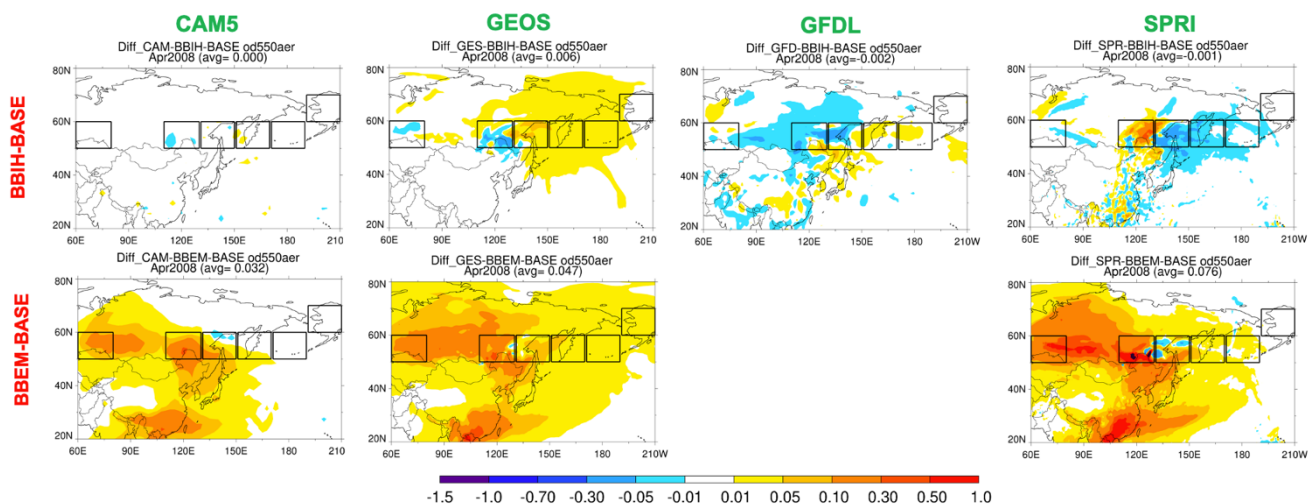 CAM5
GEOS
GFDL
SPRI
Diff_CAM-BBIH-BASE od550aer
Apr2008 (avg= 0.000)
Diff_GES-BBIH-BASE od550aer
Apr2008 (avg= 0.006)
Diff_GFD-BBIH-BASE od550aer
Apr2008 (avg=-0.002)
Diff_SPR-BBIH-BASE od550aer
Apr2008 (avg=-0.001)
BBIH-BASE
80N
60N
40N
20N
60E 90E 120E 150E 180 210
80N
60N
40N
20N
60E 90E 120E 150E 180 210W
80N
60N
40N
20N
60E 90E 120E 150E 180 210W
80N
60N
40N
20N
60E 90E 120E 150E 180 210W
Diff_CAM-BBEM-BASE od550aer
Apr2008 (avg= 0.032)
Diff_GES-BBEM-BASE od550aer
Apr2008 (avg= 0.047)
Diff_SPR-BBEM-BASE od550aer
Apr2008 (avg= 0.076)
BBEM-BASE
80N
60N
40N
20N
60E 90E 120E 150E 180 210W
80N
60N
40N
20N
60E 90E 120E 150E 180 210W
80N
60N
40N
20N
60E 90E 120E 150E 180 210W
-1.5 -1.0 -0.70 -0.30 -0.05 -0.01 0.01 0.05 0.10 0.30 0.50 1.0